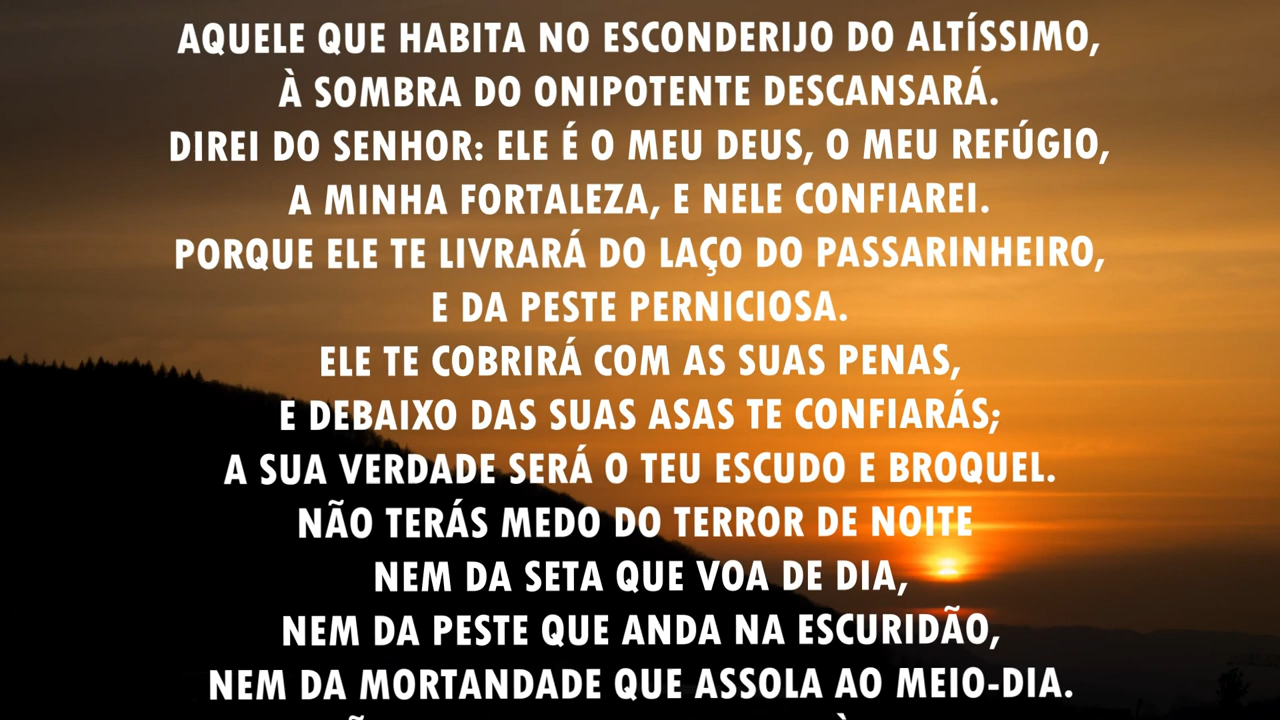 AQUELE QUE HABITA NO ESCONDERIJO DO ALTÍSSIMO,
À SOMBRA DO ONIPOTENTE DESCANSARÁ.
DIREI DO SENHOR: ELE É O MEU DEUS, O MEU REFÚGIO,
A MINHA FORTALEZA, E NELE CONFIAREI.
PORQUE ELE TE LIVRARÁ DO LAÇO DO PASSARINHEIRO,
E DA PESTE PERNICIOSA.
ELE TE COBRIRÁ COM AS SUAS PENAS,
E DEBAIXO DAS SUAS ASAS TE CONFIARÁS;
A SUA VERDADE SERÁ O TEU ESCUDO E BROQUEL.
NÃO TERÁS MEDO DO TERROR DE NOITE
NEM DA SETA QUE VOA DE DIA,
NEM DA PESTE QUE ANDA NA ESCURIDÃO,
NEM DA MORTANDADE QUE ASSOLA AO MEIO-DIA.